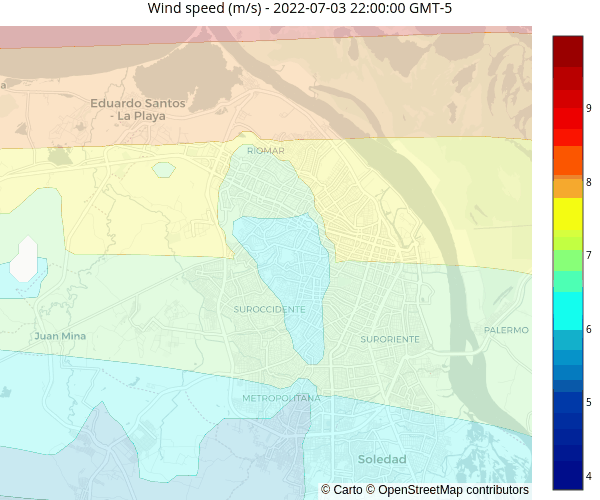 Wind speed (m/s) - 2022-07-03 22:00:00 GMT-5
a
Eduardo Santos
- La Playa
RIOMAR
SUROCCIDENTE
SURORIENTE
PALERMO
Juan Mina
METROPOLITANA
Soledad
© Carto © OpenStreetMap contributors
9
8
7
6
5
4